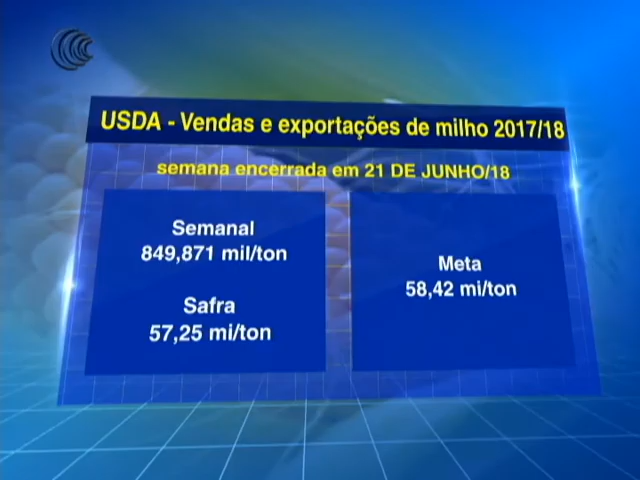 USDA - Vendas e exportações de milho 2017/18
semana encerrada em 21 DE JUNHO/18
Semanal
849,871 mil/ton
Safra
57,25 mi/ton
Meta
58,42 mi/ton